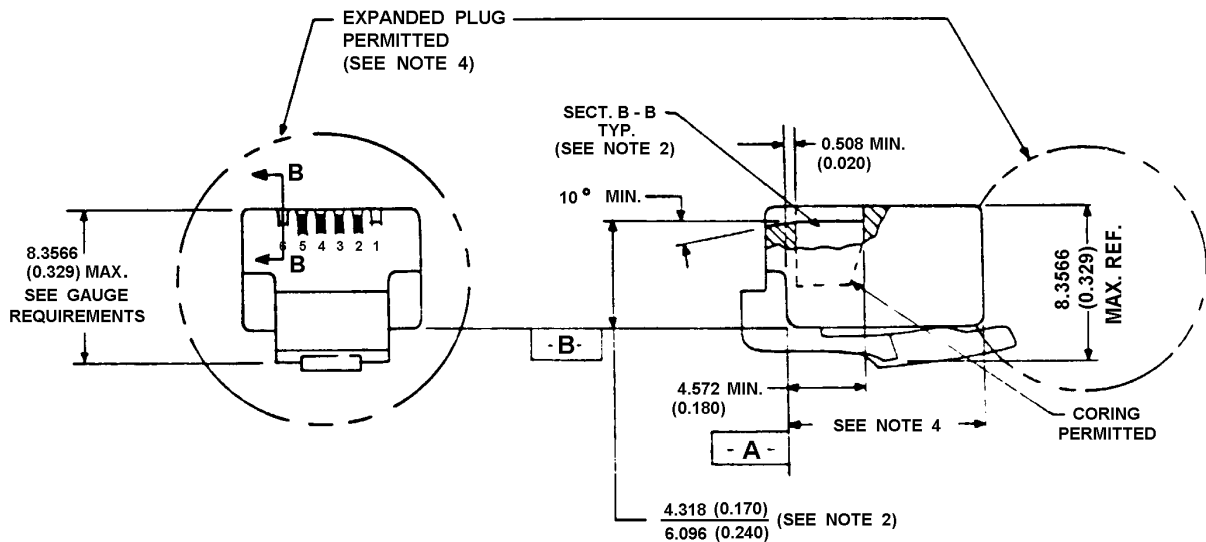 EXPANDED PLUG
PERMITTED
(SEE NOTE 4)
SECT. B - B
TYP.
(SEE NOTE 2)
0.508 MIN.
(0.020)
10° MIN.
B
6 5 4 3 2 1
B
8.3566
(0.329) MAX.
SEE GAUGE
REQUIREMENTS
8.3566
(0.329)
MAX. REF.
- B -
4.572 MIN.
(0.180)
SEE NOTE 4
CORING
PERMITTED
- A -
4.318 (0.170)
6.096 (0.240)
(SEE NOTE 2)